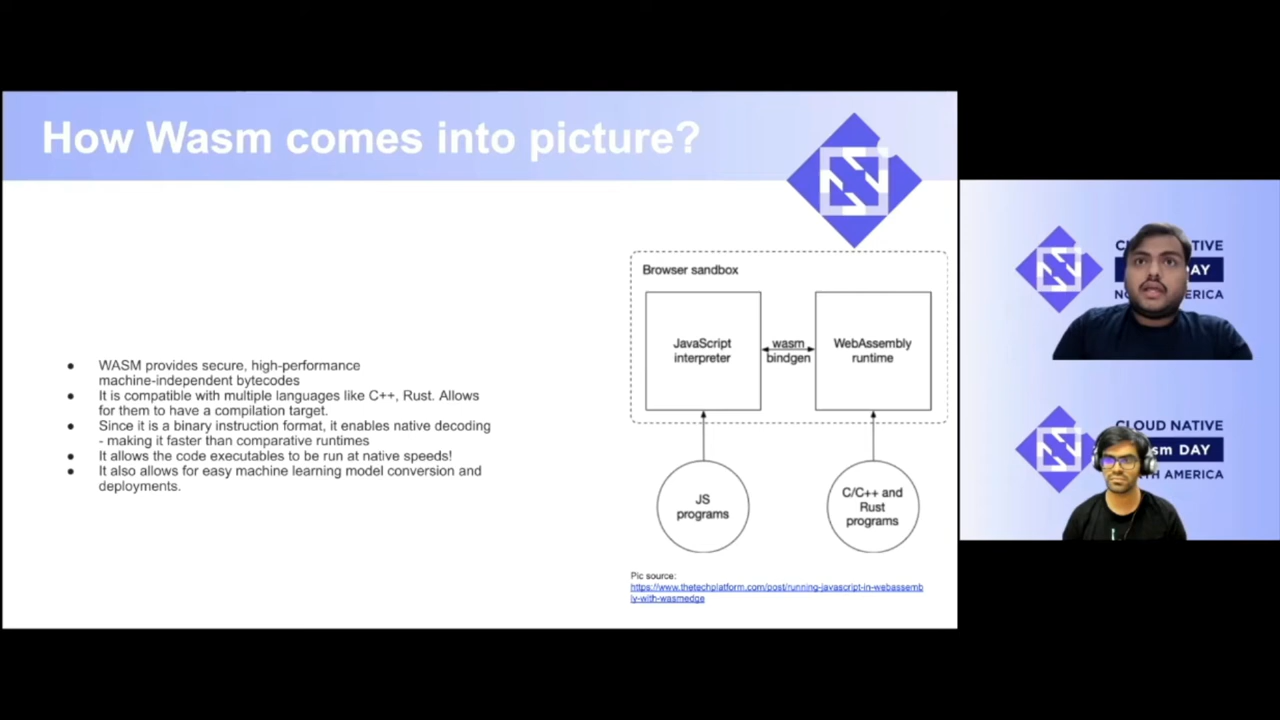 How Wasm comes into picture?
● WASM provides secure, high-performance
machine-independent bytecodes
● It is compatible with multiple languages like C++, Rust. Allows
for them to have a compilation target.
● Since it is a binary instruction format, it enables native decoding
- making it faster than comparative runtimes
● It allows the code executables to be run at native speeds!
● It also allows for easy machine learning model conversion and
deployments.
Browser sandbox
JavaScript
interpreter
wasm
bindgen
WebAssembly
runtime
JS
programs
C/C++ and
Rust
programs
Pic source:
https://www.thetechplatform.com/post/running-javascript-in-webassemb
ly-with-wasmedge
DAY
CLOUD NATIVE
DAY